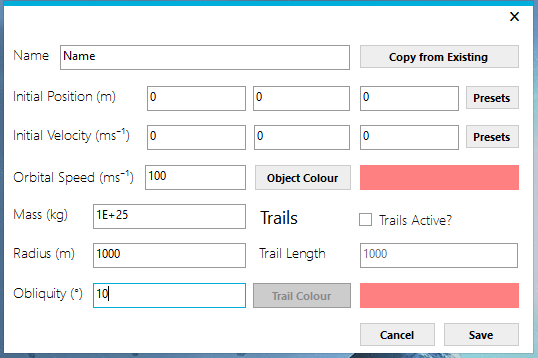 Name Name Copy from Existing
Initial Position (m) 0 0 0 Presets
Initial Velocity (ms⁻¹) 0 0 0 Presets
Orbital Speed (ms⁻¹) 100 Object Colour
Mass (kg) 1E+25 Trails Trails Active?
Radius (m) 1000 Trail Length 1000
Obliquity (°) 10 Trail Colour
Cancel Save